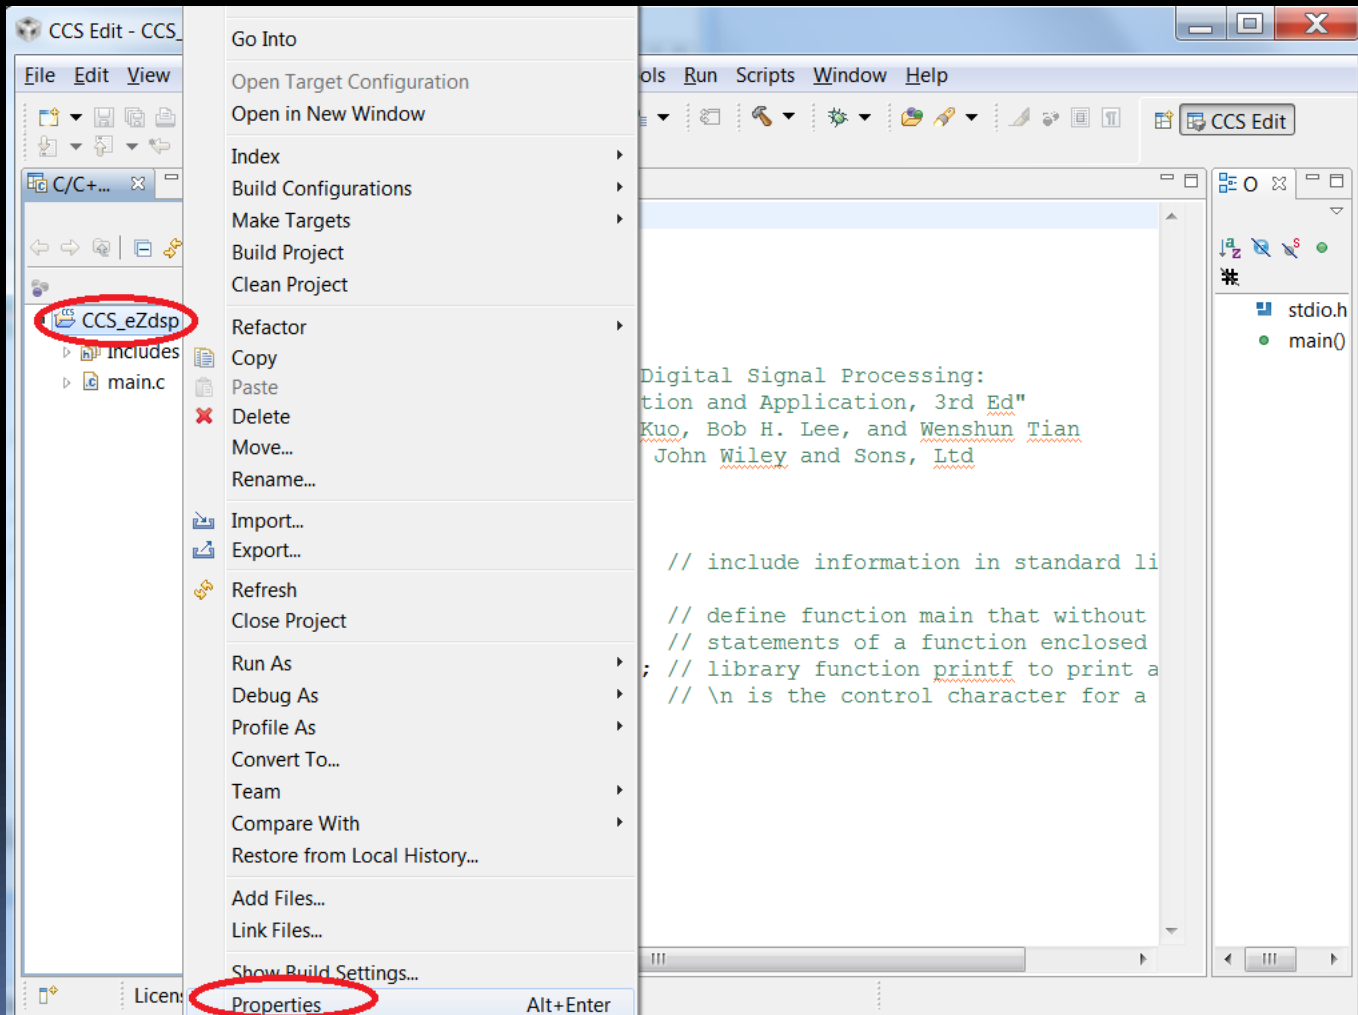 CCS Edit - CCS_
File Edit View
ols Run Scripts Window Help
CCS Edit
C/C+...
O
CCS_eZdsp
Includes
main.c
Go Into
Open Target Configuration
Open in New Window
Index
Build Configurations
Make Targets
Build Project
Clean Project
Refactor
Copy
Paste
Delete
Move...
Rename...
Import...
Export...
Refresh
Close Project
Run As
Debug As
Profile As
Convert To...
Team
Compare With
Restore from Local History...
Add Files...
Link Files...
Show Build Settings...
Properties Alt+Enter
Digital Signal Processing:
tion and Application, 3rd Ed"
Kuo, Bob H. Lee, and Wenshun Tian
John Wiley and Sons, Ltd
// include information in standard li
// define function main that without
// statements of a function enclosed
; // library function printf to print a
// \n is the control character for a
stdio.h
main()
Licens